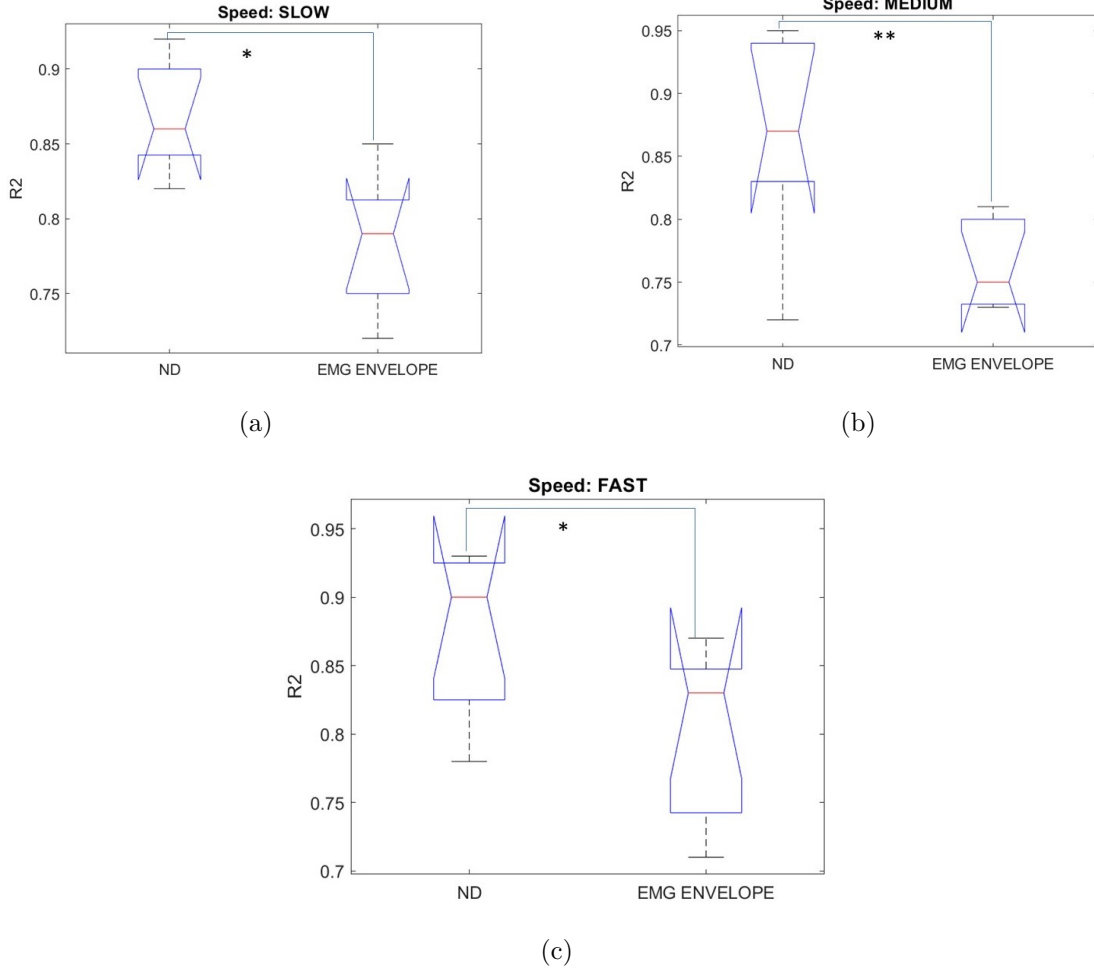 Speed: SLOW
*
0.9
0.85
0.8
0.75
R2
ND EMG ENVELOPE
(a)
Speed: MEDIUM
**
0.95
0.9
0.85
0.8
0.75
0.7
R2
ND EMG ENVELOPE
(b)
Speed: FAST
*
0.95
0.9
0.85
0.8
0.75
0.7
R2
ND EMG ENVELOPE
(c)